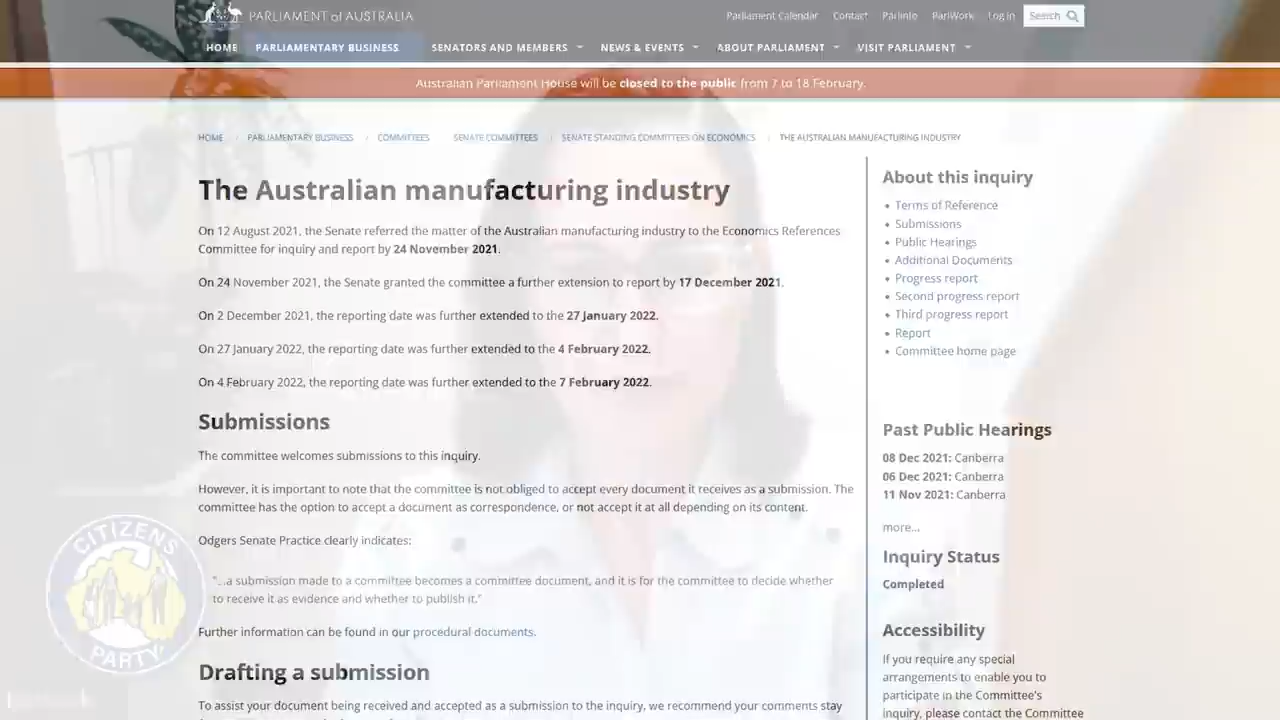 PARLIAMENT of AUSTRALIA
Parliament Calendar Contact ParlInfo ParlWork Log in Search
HOME PARLIAMENTARY BUSINESS SENATORS AND MEMBERS NEWS & EVENTS ABOUT PARLIAMENT VISIT PARLIAMENT
Australian Parliament House will be closed to the public from 7 to 18 February.
HOME / PARLIAMENTARY BUSINESS / COMMITTEES SENATE COMMITTEES / SENATE STANDING COMMITTEES ON ECONOMICS / THE AUSTRALIAN MANUFACTURING INDUSTRY
The Australian manufacturing industry
On 12 August 2021, the Senate referred the matter of the Australian manufacturing industry to the Economics References
Committee for inquiry and report by 24 November 2021.
On 24 November 2021, the Senate granted the committee a further extension to report by 17 December 2021.
On 2 December 2021, the reporting date was further extended to the 27 January 2022.
On 27 January 2022, the reporting date was further extended to the 4 February 2022.
On 4 February 2022, the reporting date was further extended to the 7 February 2022.
Submissions
The committee welcomes submissions to this inquiry.
However, it is important to note that the committee is not obliged to accept every document it receives as a submission. The
committee has the option to accept a document as correspondence, or not accept it at all depending on its content.
Odgers Senate Practice clearly indicates:
"...a submission made to a committee becomes a committee document, and it is for the committee to decide whether
to receive it as evidence and whether to publish it."
Further information can be found in our procedural documents.
Drafting a submission
To assist your document being received and accepted as a submission to the inquiry, we recommend your comments stay
About this inquiry
Terms of Reference
Submissions
Public Hearings
Additional Documents
Progress report
Second progress report
Third progress report
Report
Committee home page
Past Public Hearings
08 Dec 2021: Canberra
06 Dec 2021: Canberra
11 Nov 2021: Canberra
more...
Inquiry Status
Completed
Accessibility
If you require any special
arrangements to enable you to
participate in the Committee's
inquiry, please contact the Committee
CITIZENS
PARTY